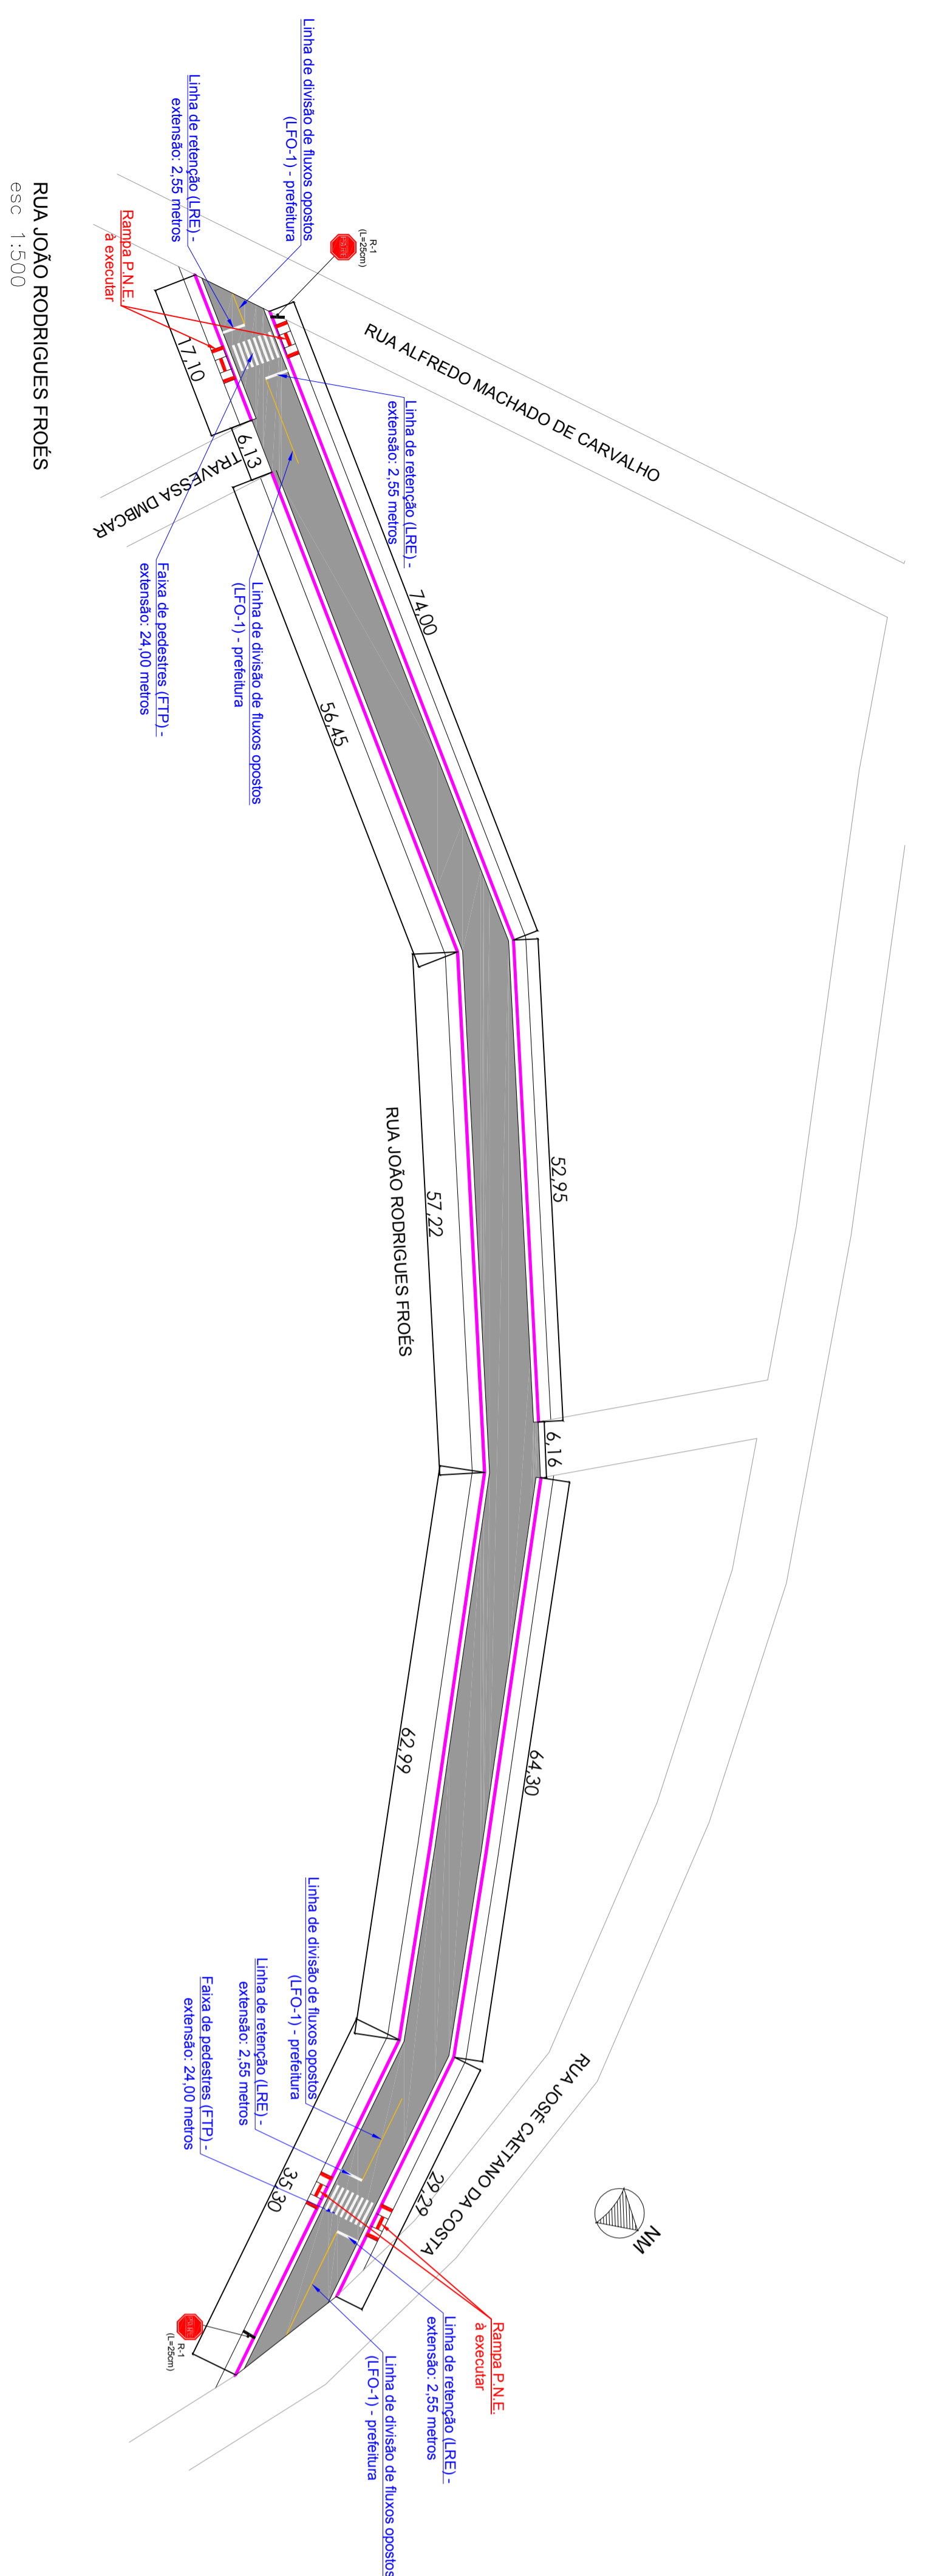 Linha de divisão de fluxos opostos
(LFO-1) - prefeitura
Linha de retenção (LRE) -
extensão: 2,55 metros
Rampa P.N.E.
à executar
R-1
(L=25cm)
RUA ALFREDO MACHADO DE CARVALHO
17,10
6,13
TRAVESSA DMBCAR
Linha de retenção (LRE) -
extensão: 2,55 metros
74,00
Linha de divisão de fluxos opostos
(LFO-1) - prefeitura
Faixa de pedestres (FTP) -
extensão: 24,00 metros
56,45
52,95
57,22
RUA JOÃO RODRIGUES FROÉS
6,16
64,30
62,99
Linha de divisão de fluxos opostos
(LFO-1) - prefeitura
Linha de retenção (LRE) -
extensão: 2,55 metros
Faixa de pedestres (FTP) -
extensão: 24,00 metros
RUA JOSÉ CAETANO DA COSTA
29,29
35,30
NM
Rampa P.N.E.
à executar
Linha de retenção (LRE) -
extensão: 2,55 metros
Linha de divisão de fluxos opostos
(LFO-1) - prefeitura
R-1
(L=25cm)
RUA JOÃO RODRIGUES FROÉS
esc 1:500